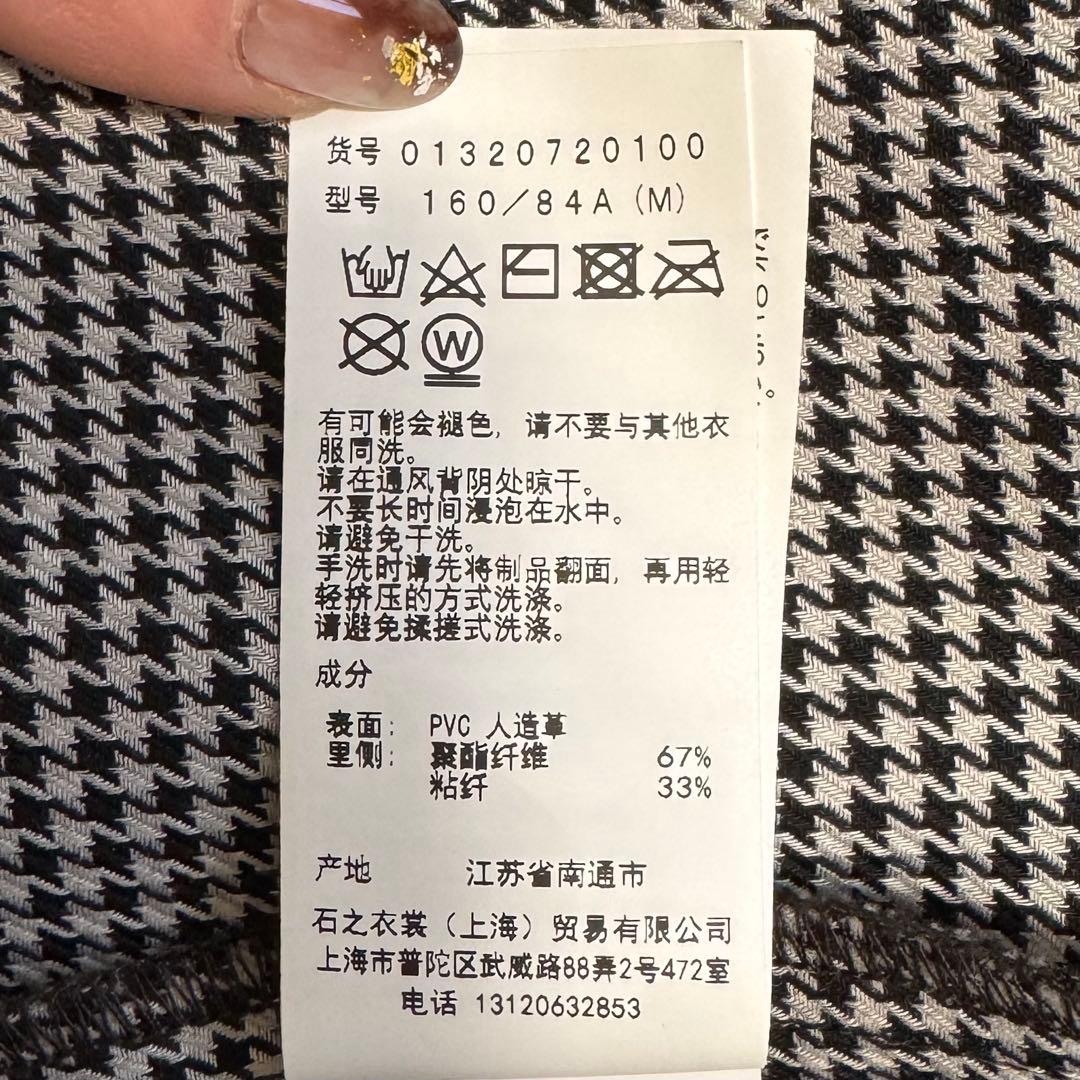 货号 01320720100
型号 160/84A (M)
W
有可能会褪色，请不要与其他衣
服同洗。
请在通风背阴处晾干。
不要长时间浸泡在水中。
请避免干洗。
手洗时请先将制品翻面，再用轻
轻挤压的方式洗涤。
请避免揉搓式洗涤。
成分
表面： PVC 人造革
里侧： 聚酯纤维 67%
粘纤 33%
产地 江苏省南通市
石之衣裳（上海）贸易有限公司
上海市普陀区武威路88弄2号472室
电话 13120632853